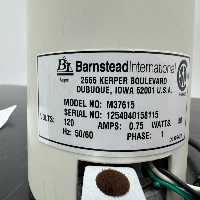 Barnstead International
2555 KERPER BOULEVARD
DUBUQUE, IOWA 52001 U.S.A.
MODEL NO: M37615
SERIAL NO: 1254040158115
VOLTS: 120 AMPS: 0.75 WATTS:
Hz: 50/60 PHASE: 1